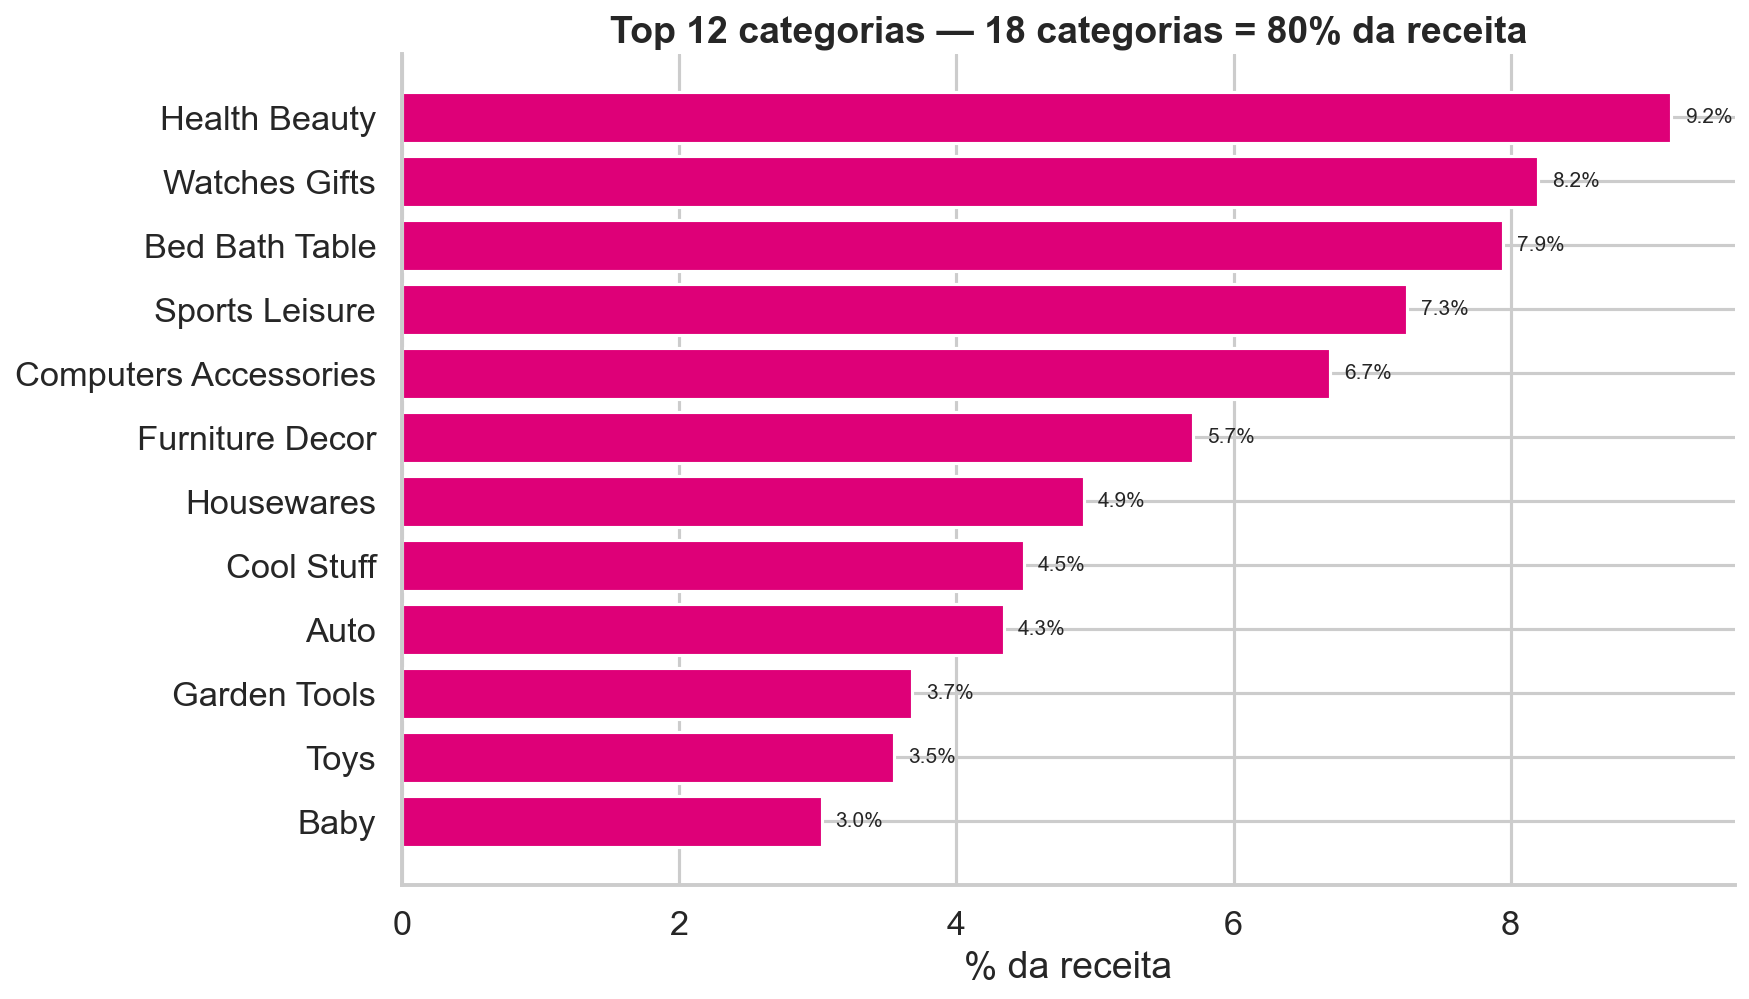 Top 12 categorias — 18 categorias = 80% da receita
Health Beauty 9.2%
Watches Gifts 8.2%
Bed Bath Table 7.9%
Sports Leisure 7.3%
Computers Accessories 6.7%
Furniture Decor 5.7%
Housewares 4.9%
Cool Stuff 4.5%
Auto 4.3%
Garden Tools 3.7%
Toys 3.5%
Baby 3.0%
0 2 4 6 8
% da receita